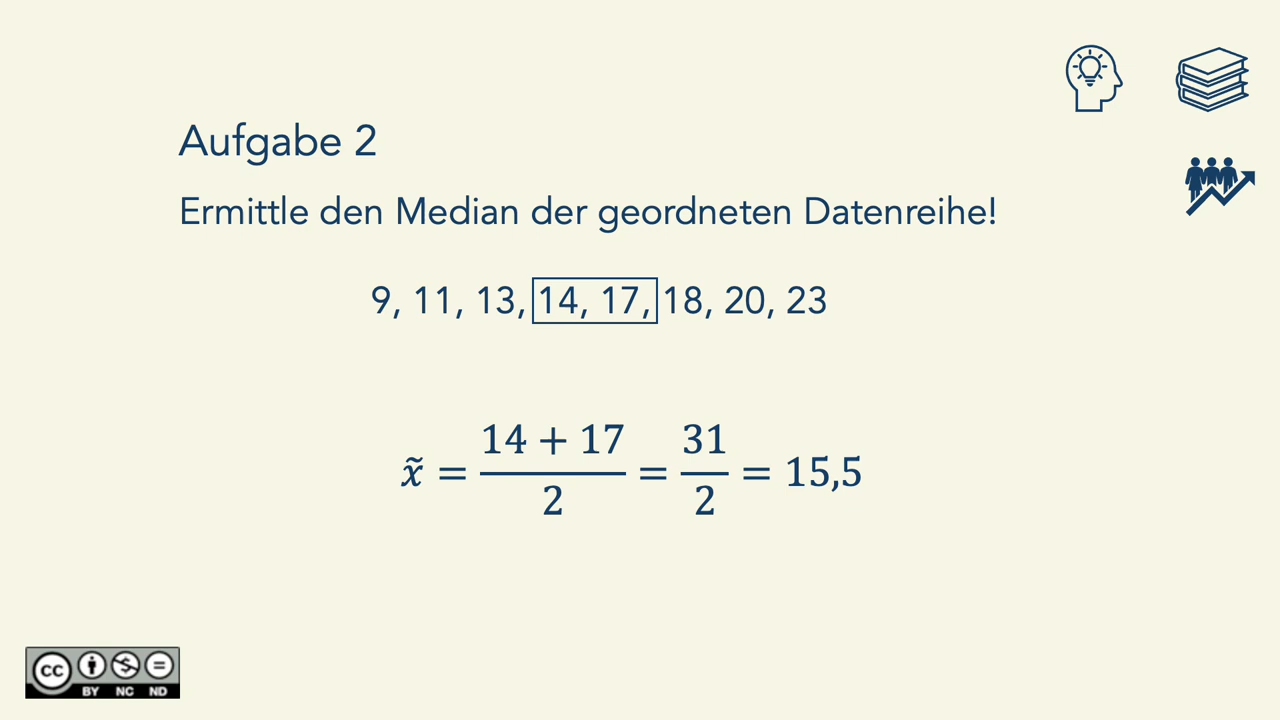 Aufgabe 2
Ermittle den Median der geordneten Datenreihe!
9, 11, 13, 14, 17, 18, 20, 23
x̃ = (14 + 17)/2 = 31/2 = 15,5
CC BY NC ND